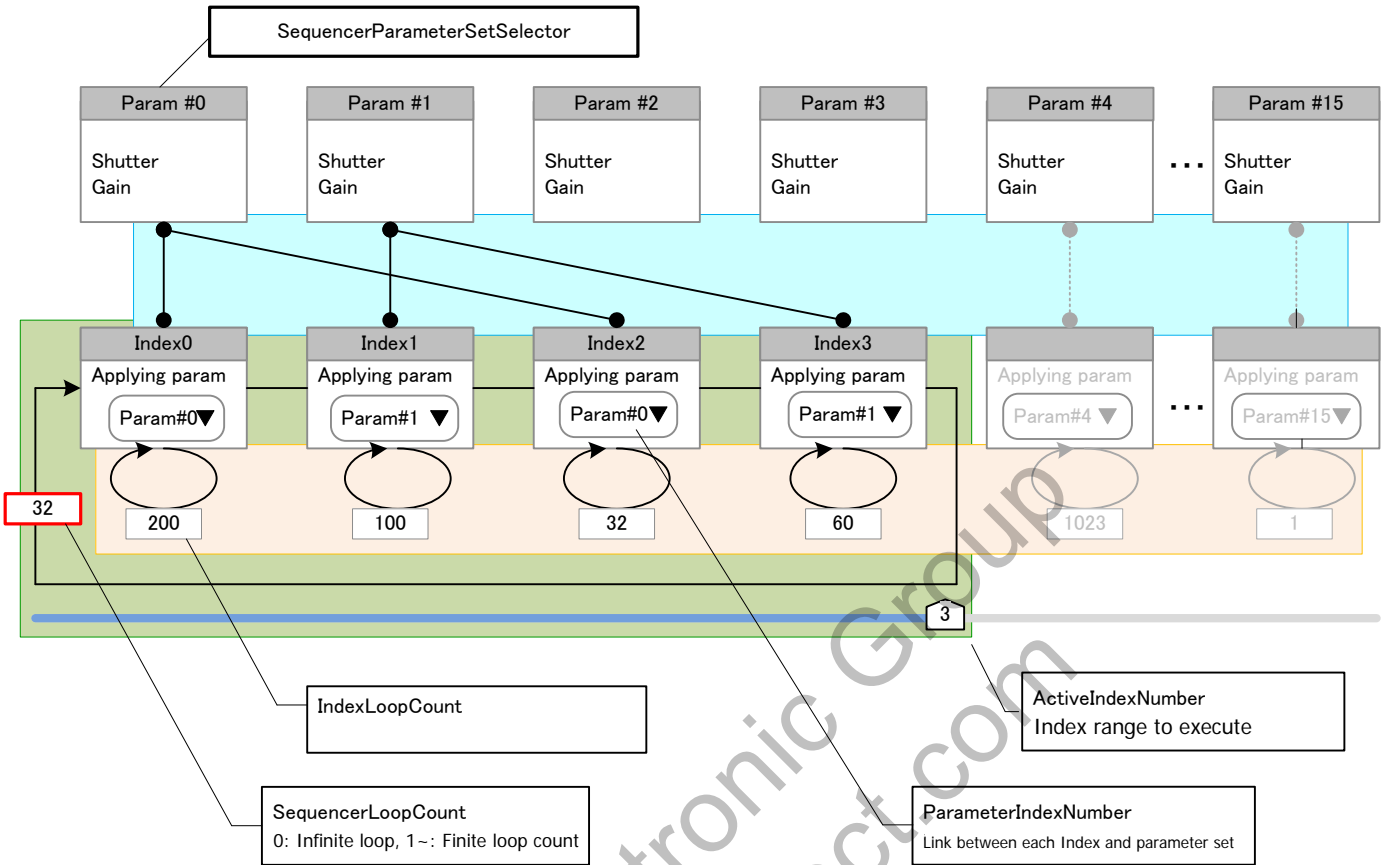 SequencerParameterSetSelector
Param #0
Param #1
Param #2
Param #3
Param #4
Param #15
Shutter
Gain
Shutter
Gain
Shutter
Gain
Shutter
Gain
Shutter
Gain
...
Shutter
Gain
Index0
Index1
Index2
Index3
Applying param
Param#0▼
Applying param
Param#1 ▼
Applying param
Param#0▼
Applying param
Param#1 ▼
Applying param
Param#4 ▼
...
Applying param
Param#15▼
32
200
100
32
60
1023
1
3
IndexLoopCount
ActiveIndexNumber
Index range to execute
SequencerLoopCount
0: Infinite loop, 1~: Finite loop count
ParameterIndexNumber
Link between each Index and parameter set
tronic Group
ct.com